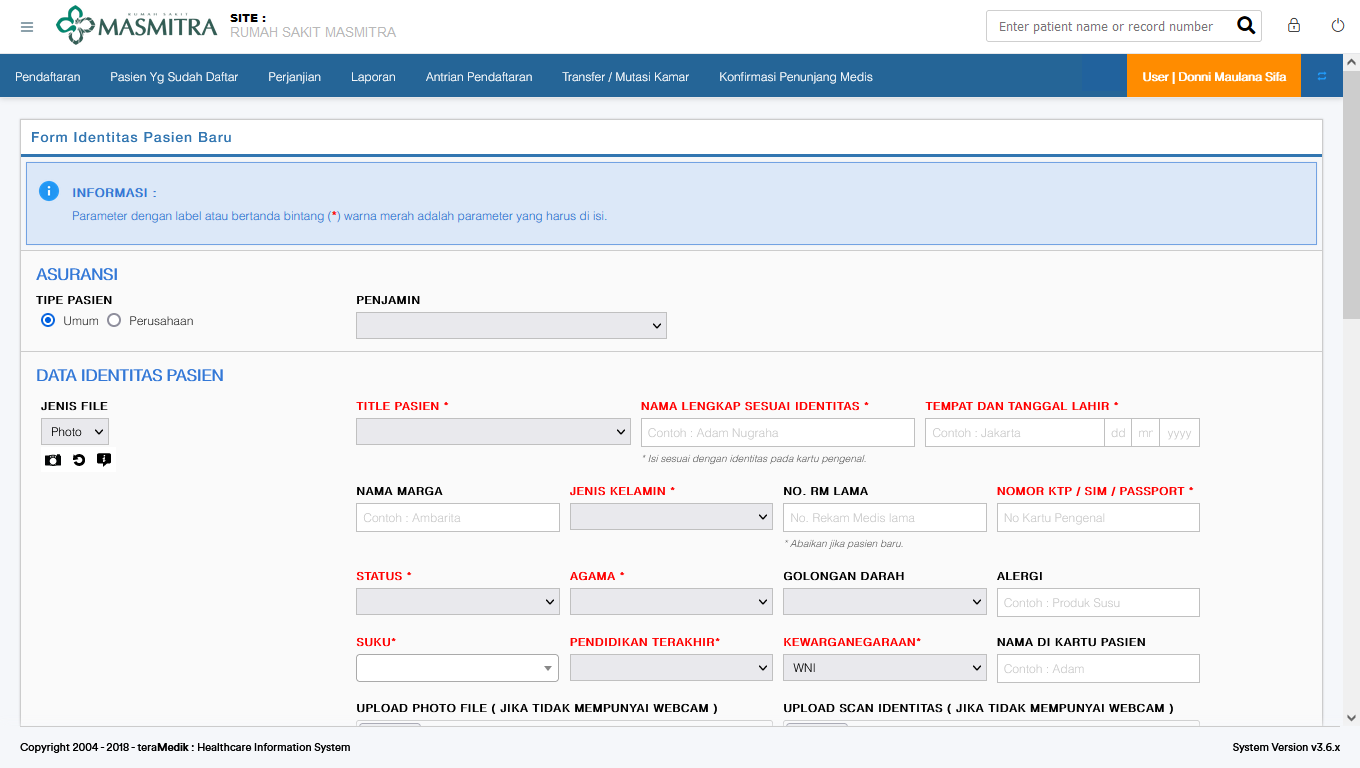 RUMAH SAKIT
MASMITRA
SITE :
RUMAH SAKIT MASMITRA
Enter patient name or record number
Pendaftaran Pasien Yg Sudah Daftar Perjanjian Laporan Antrian Pendaftaran Transfer / Mutasi Kamar Konfirmasi Penunjang Medis User | Donni Maulana Sifa
Form Identitas Pasien Baru
INFORMASI :
Parameter dengan label atau bertanda bintang (*) warna merah adalah parameter yang harus di isi.
ASURANSI
TIPE PASIEN PENJAMIN
Umum Perusahaan
DATA IDENTITAS PASIEN
JENIS FILE TITLE PASIEN * NAMA LENGKAP SESUAI IDENTITAS * TEMPAT DAN TANGGAL LAHIR *
Photo Contoh : Adam Nugraha Contoh : Jakarta dd mr yyyy
* Isi sesuai dengan identitas pada kartu pengenal.
NAMA MARGA JENIS KELAMIN * NO. RM LAMA NOMOR KTP / SIM / PASSPORT *
Contoh : Ambarita No. Rekam Medis lama No Kartu Pengenal
* Abaikan jika pasien baru.
STATUS * AGAMA * GOLONGAN DARAH ALERGI
Contoh : Produk Susu
SUKU* PENDIDIKAN TERAKHIR* KEWARGANEGARAAN* NAMA DI KARTU PASIEN
WNI Contoh : Adam
UPLOAD PHOTO FILE ( JIKA TIDAK MEMPUNYAI WEBCAM ) UPLOAD SCAN IDENTITAS ( JIKA TIDAK MEMPUNYAI WEBCAM )
Copyright 2004 - 2018 - teraMedik : Healthcare Information System System Version v3.6.x